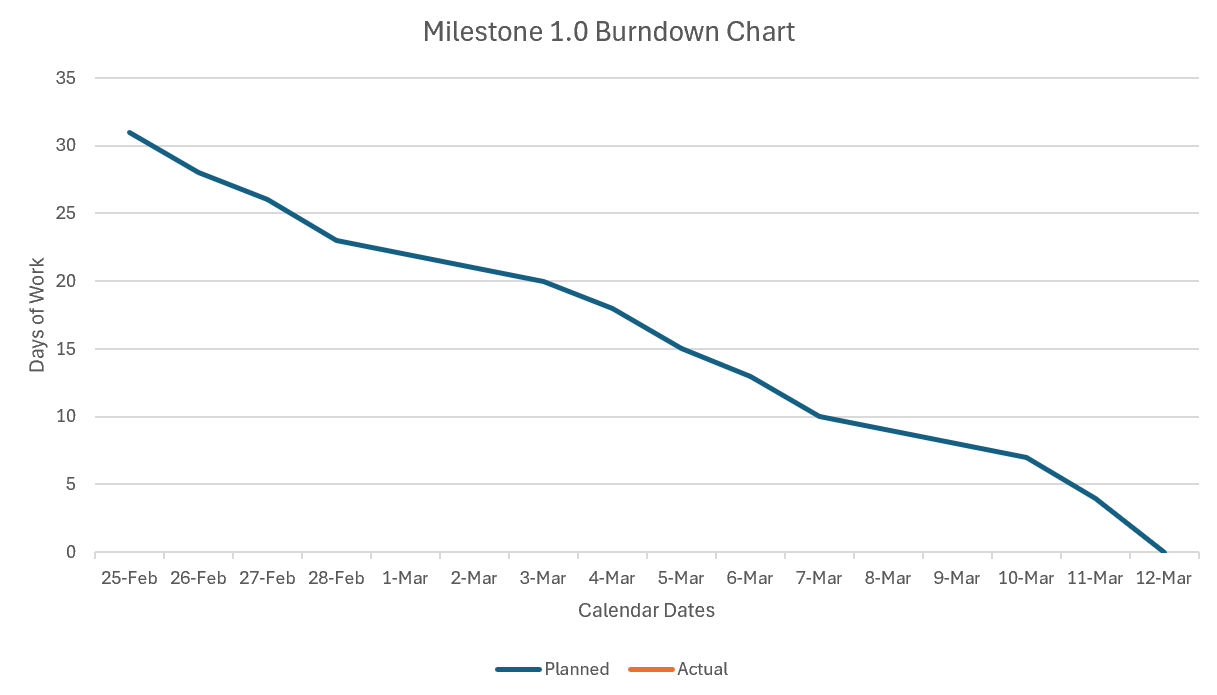 Milestone 1.0 Burndown Chart
35
30
25
20
15
10
5
0
Days of Work
25-Feb 26-Feb 27-Feb 28-Feb 1-Mar 2-Mar 3-Mar 4-Mar 5-Mar 6-Mar 7-Mar 8-Mar 9-Mar 10-Mar 11-Mar 12-Mar
Calendar Dates
Planned Actual